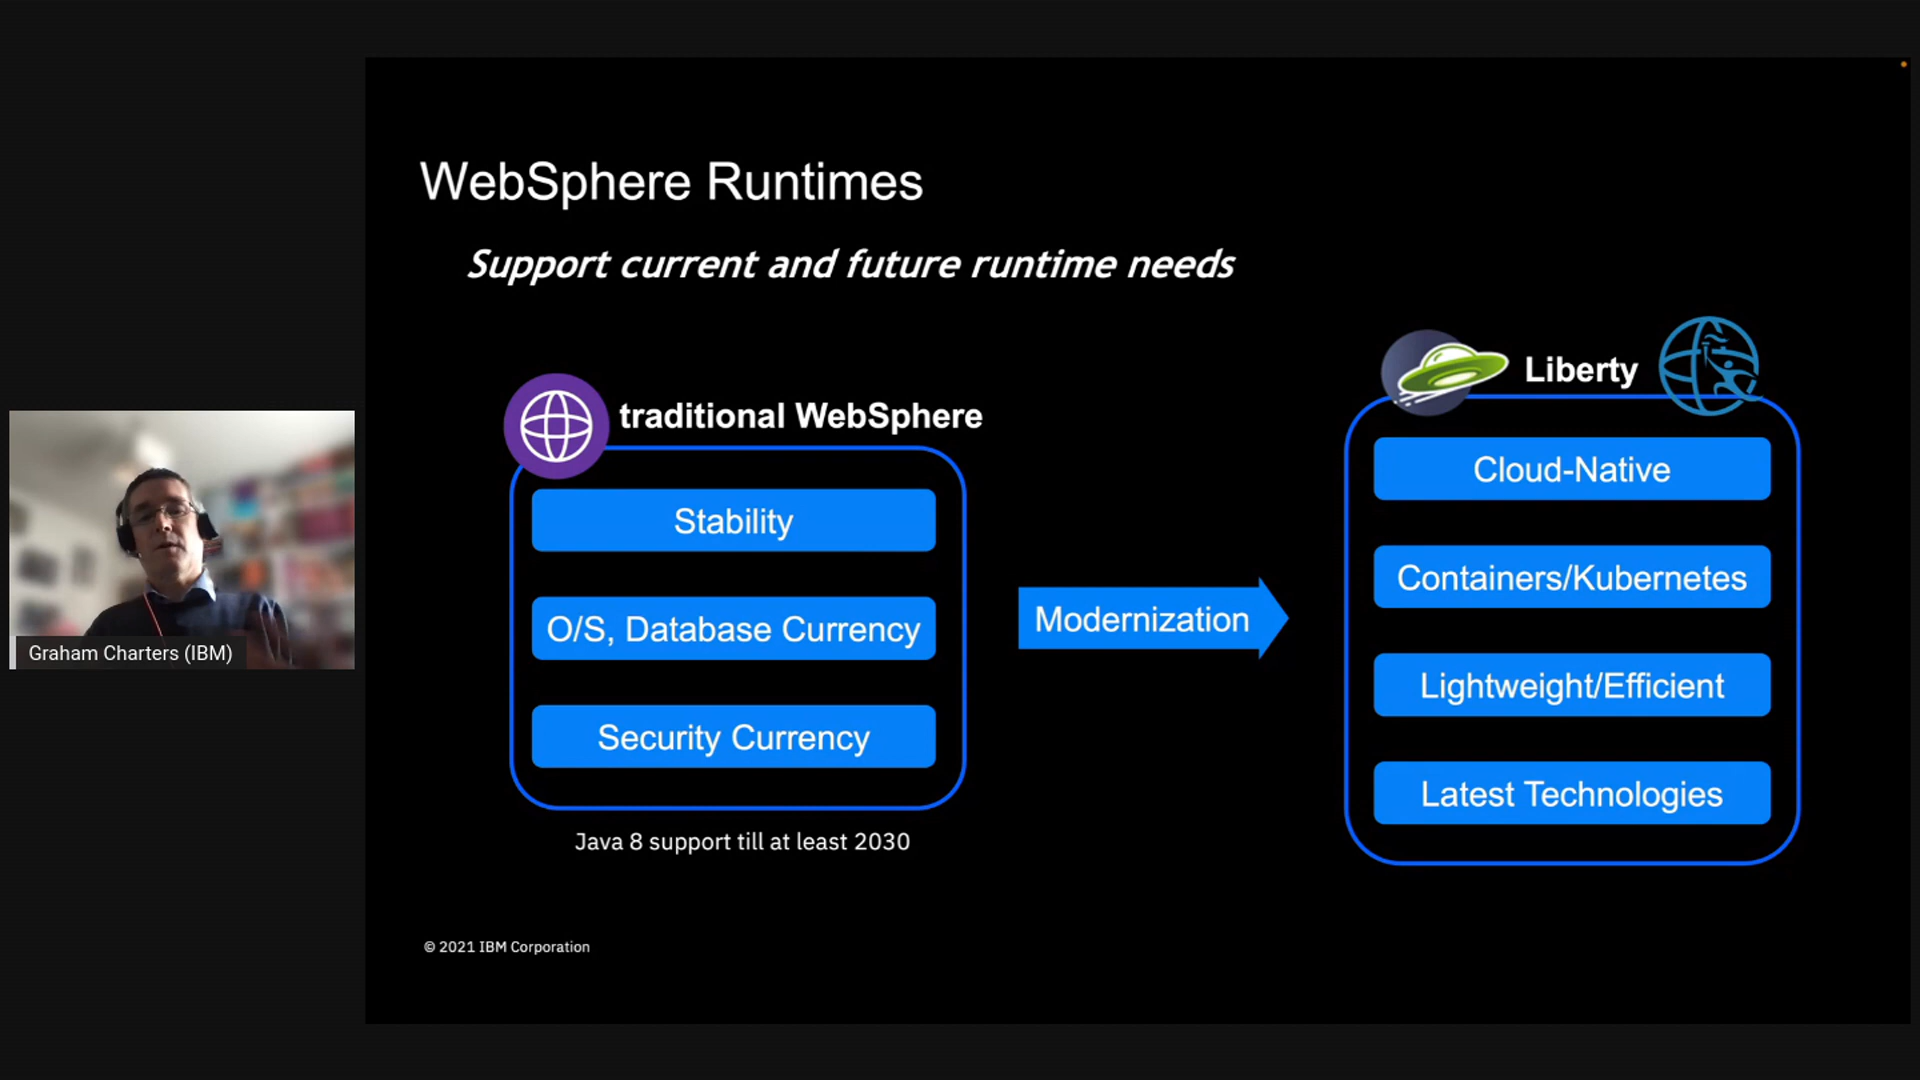 WebSphere Runtimes
Support current and future runtime needs
traditional WebSphere
Stability
O/S, Database Currency
Security Currency
Java 8 support till at least 2030
Modernization
Liberty
Cloud-Native
Containers/Kubernetes
Lightweight/Efficient
Latest Technologies
© 2021 IBM Corporation
Graham Charters (IBM)